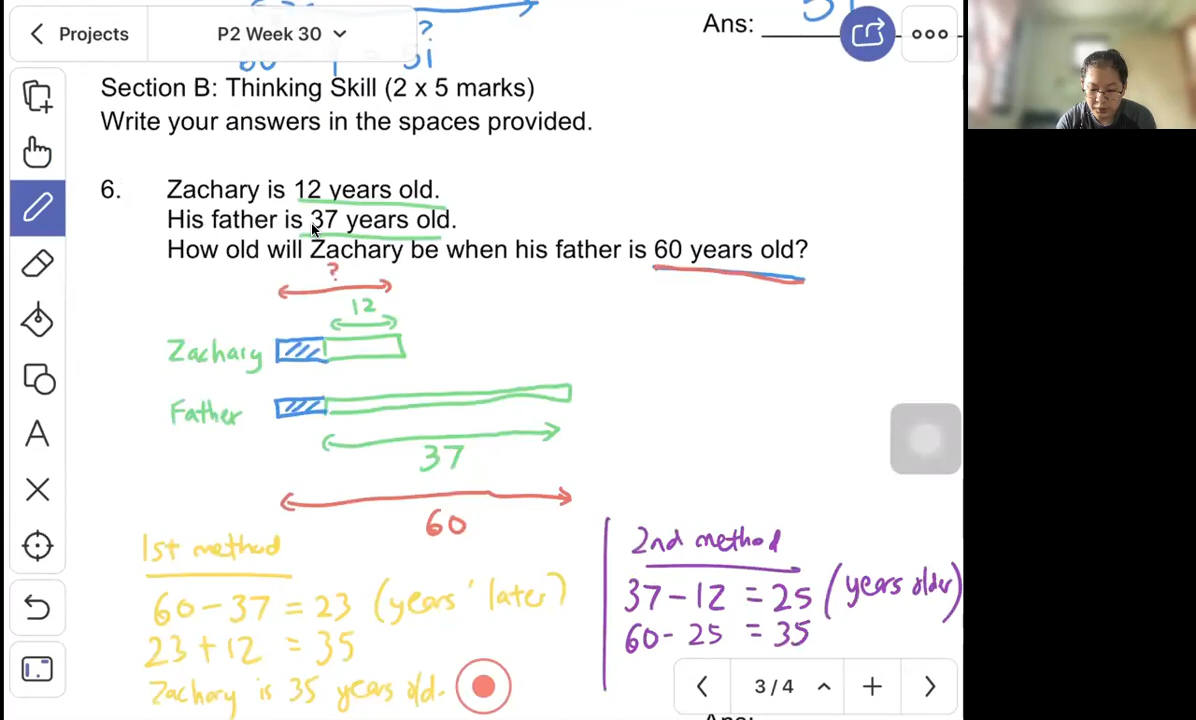 Ans:
Projects
P2 Week 30
?
Section B: Thinking Skill (2 x 5 marks)
Write your answers in the spaces provided.
6. Zachary is 12 years old.
His father is 37 years old.
How old will Zachary be when his father is 60 years old?
?
12
Zachary
Father
37
60
1st method
60 - 37 = 23 (years' later)
23 + 12 = 35
Zachary is 35 years old.
2nd method
37 - 12 = 25 (years older)
60 - 25 = 35
3 / 4